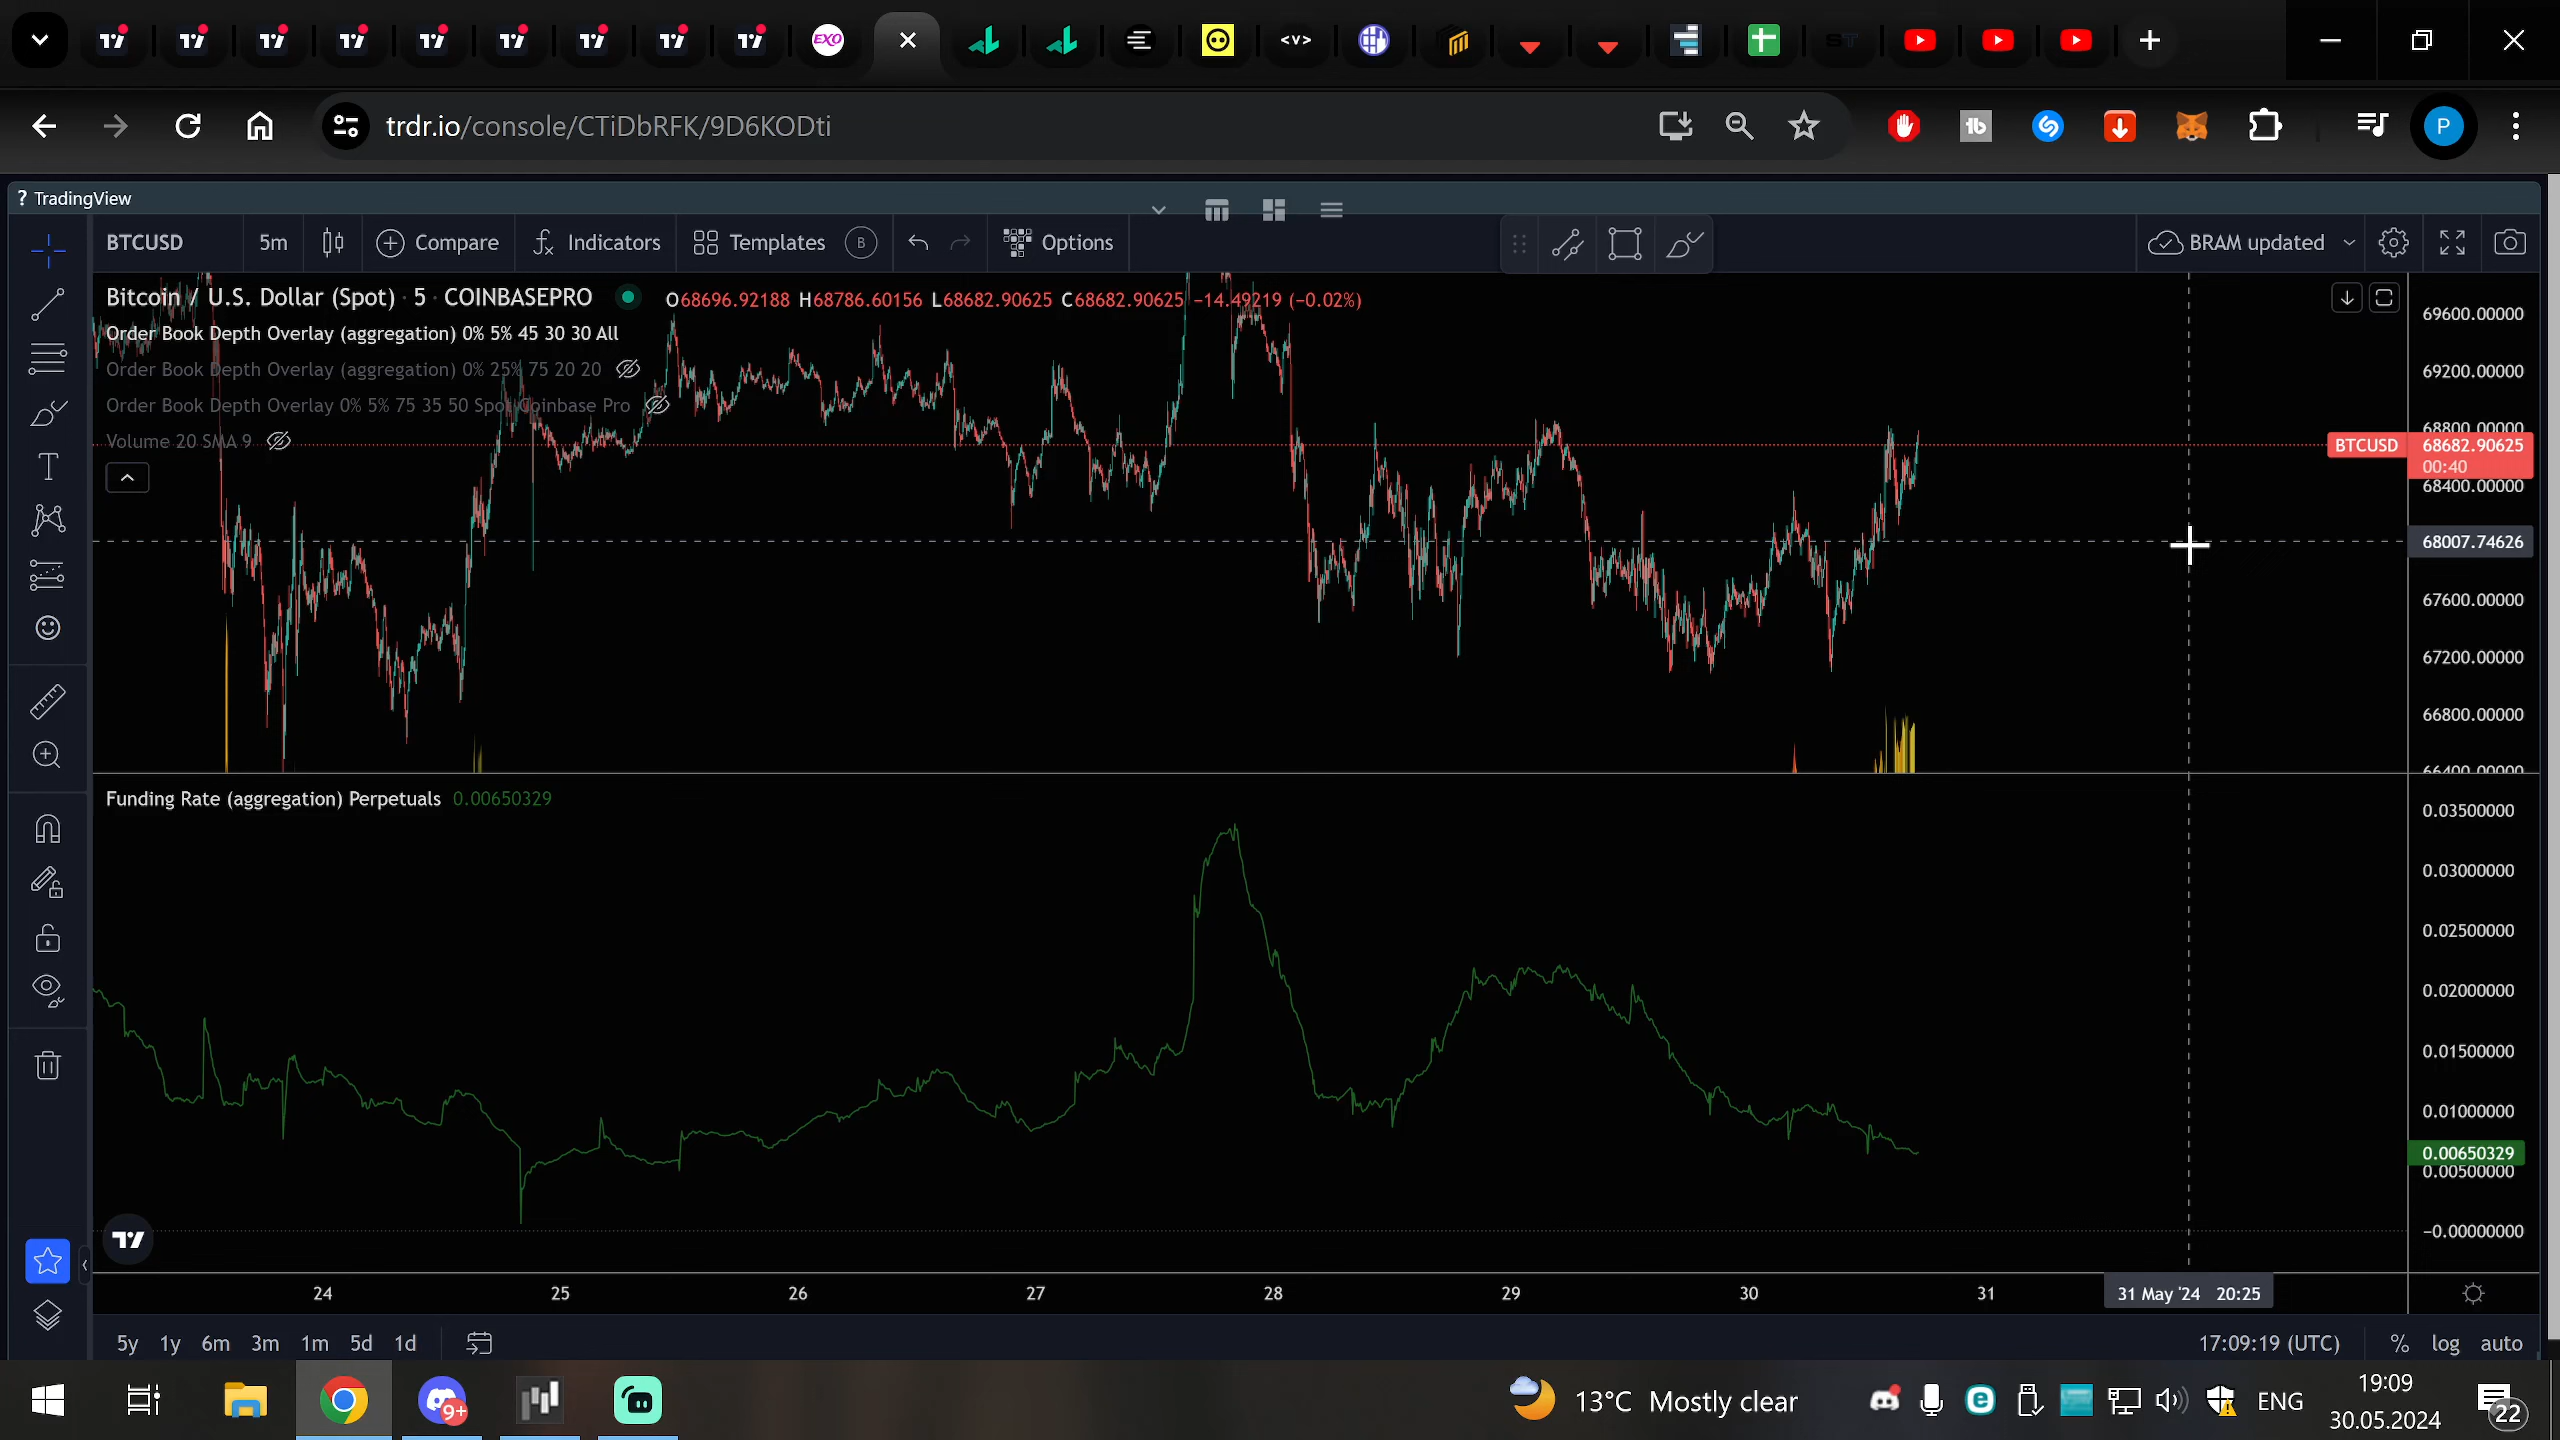 EXO
<v>
trdr.io/console/CTiDbRFK/9D6KODti
tb
P
? TradingView
BTCUSD 5m Compare Indicators Templates B Options BRAM updated
Bitcoin / U.S. Dollar (Spot) · 5 · COINBASEPRO O68696.92188 H68786.60156 L68682.90625 C68682.90625 −14.49219 (−0.02%)
Order Book Depth Overlay (aggregation) 0% 5% 45 30 30 All
Order Book Depth Overlay (aggregation) 0% 25% 75 20 20
Order Book Depth Overlay 0% 5% 75 35 50 Spot Coinbase Pro
Volume 20 SMA 9
69600.00000
69200.00000
68800.00000
BTCUSD 68682.90625
00:40
68400.00000
68007.74626
67600.00000
67200.00000
66800.00000
66400.00000
Funding Rate (aggregation) Perpetuals 0.00650329
0.03500000
0.03000000
0.02500000
0.02000000
0.01500000
0.01000000
0.00650329
0.00500000
−0.00000000
24 25 26 27 28 29 30 31 31 May '24 20:25
5y 1y 6m 3m 1m 5d 1d 17:09:19 (UTC) % log auto
9+ 13°C Mostly clear ENG 19:09
30.05.2024 22